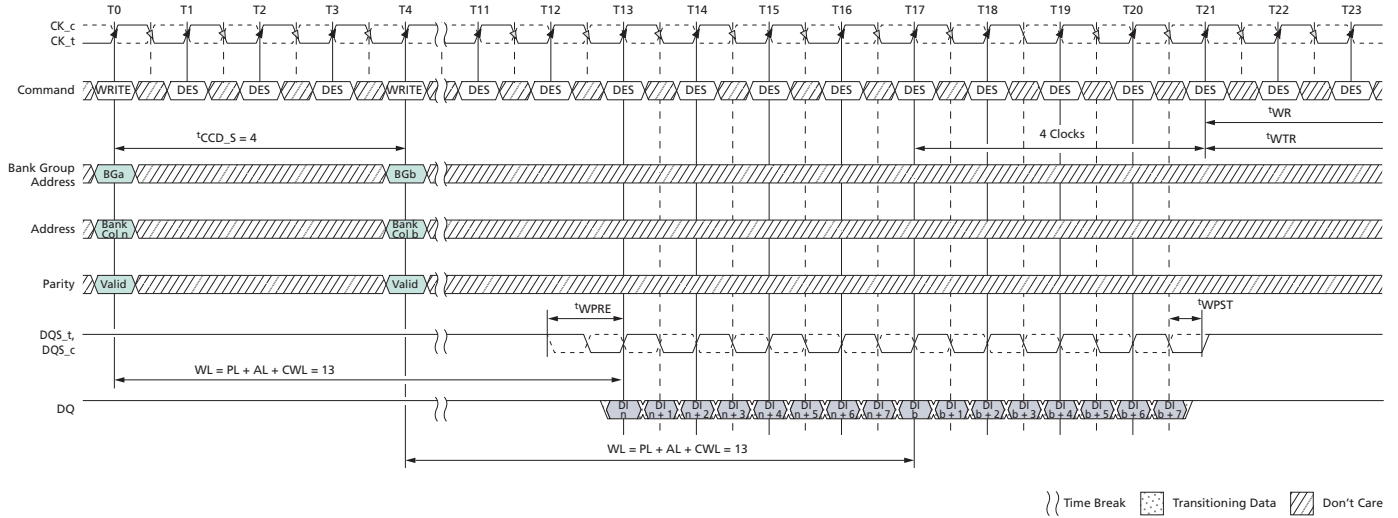 T0 T1 T2 T3 T4 T11 T12 T13 T14 T15 T16 T17 T18 T19 T20 T21 T22 T23
CK_c
CK_t
Command WRITE DES DES DES WRITE DES DES DES DES DES DES DES DES DES DES DES DES DES
tWR
tCCD_S = 4
4 Clocks
tWTR
Bank Group
Address
BGa BGb
Address
Bank
Col n
Bank
Col b
Parity Valid Valid
tWPRE tWPST
DQS_t,
DQS_c
WL = PL + AL + CWL = 13
DQ
DI
n
DI
n + 1
DI
n + 2
DI
n + 3
DI
n + 4
DI
n + 5
DI
n + 6
DI
n + 7
DI
b
DI
b + 1
DI
b + 2
DI
b + 3
DI
b + 4
DI
b + 5
DI
b + 6
DI
b + 7
WL = PL + AL + CWL = 13
Time Break Transitioning Data Don't Care